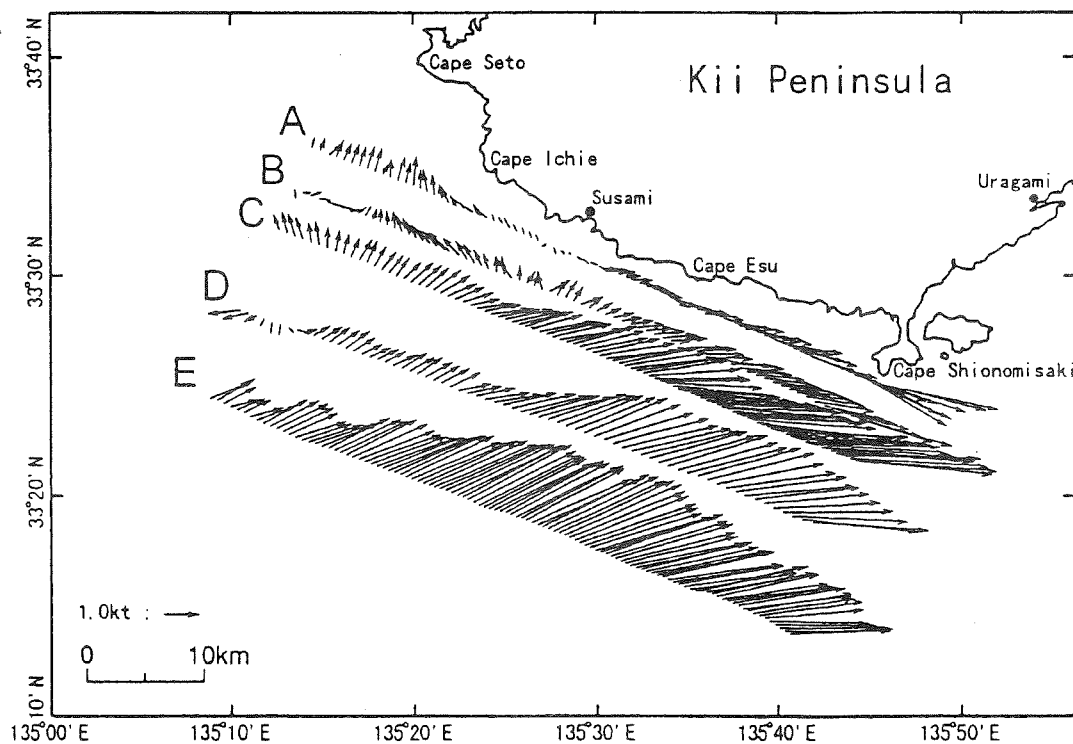 33°40' N
Cape Seto
Kii Peninsula
A
Cape Ichie
B
Susami
Uragami
C
33°30' N
Cape Esu
D
E
Cape Shionomisaki
33°20' N
1.0kt :
0 10km
33°10' N
135°00' E 135°10' E 135°20' E 135°30' E 135°40' E 135°50' E